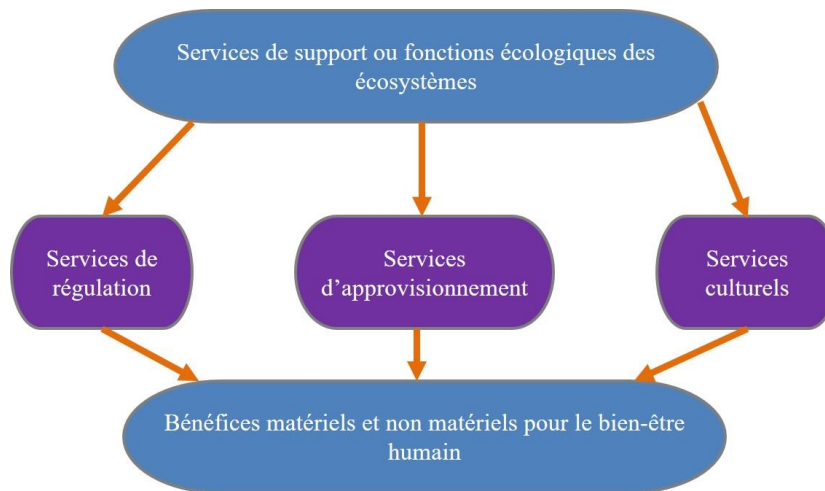 Services de support ou fonctions écologiques des
écosystèmes
Services de
régulation
Services
d’approvisionnement
Services
culturels
Bénéfices matériels et non matériels pour le bien-être
humain